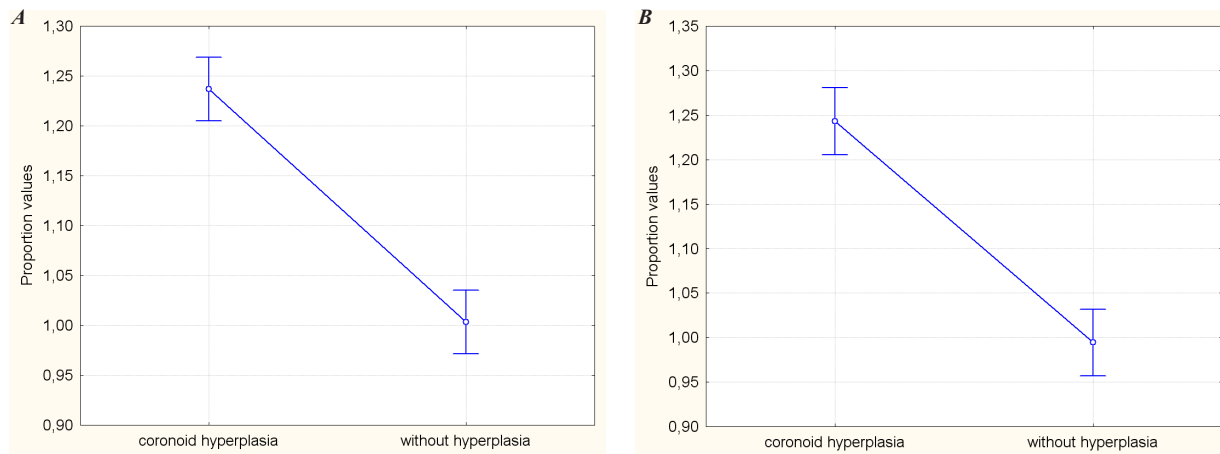 A
Proportion values
1,30
1,25
1,20
1,15
1,10
1,05
1,00
0,95
0,90
coronoid hyperplasia
without hyperplasia
B
Proportion values
1,35
1,30
1,25
1,20
1,15
1,10
1,05
1,00
0,95
0,90
coronoid hyperplasia
without hyperplasia